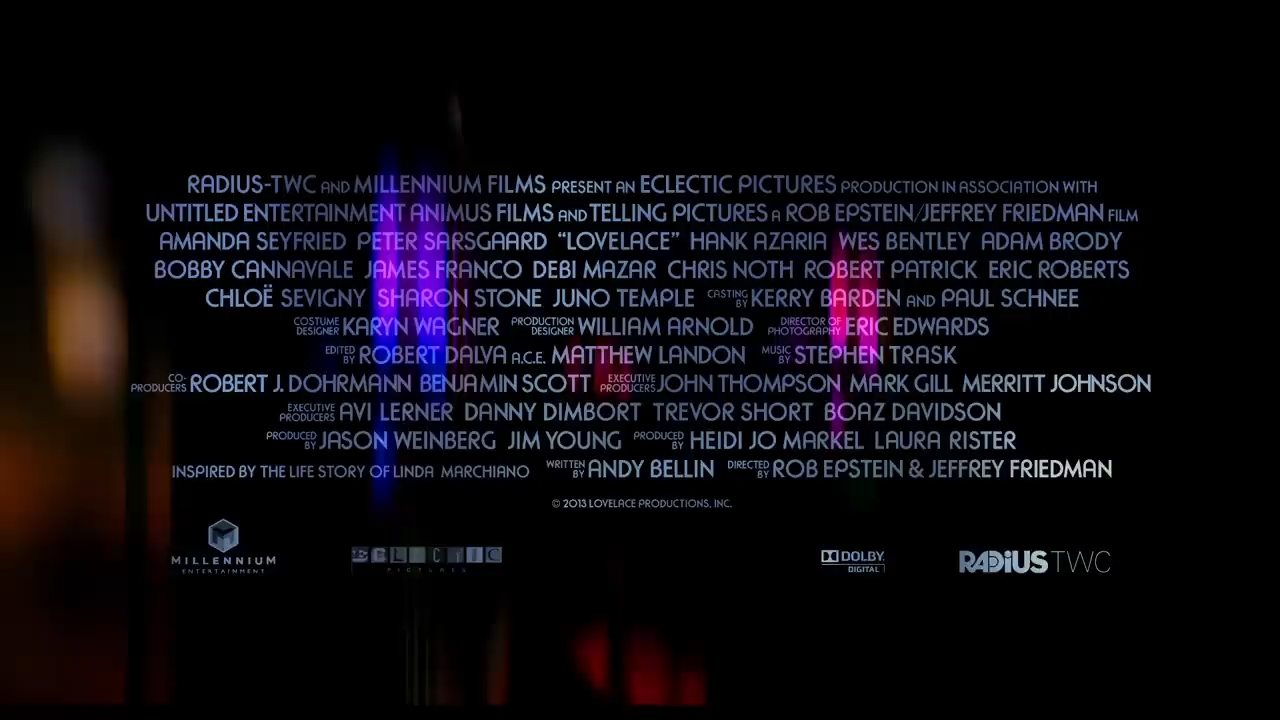 RADIUS-TWC AND MILLENNIUM FILMS PRESENT AN ECLECTIC PICTURES PRODUCTION IN ASSOCIATION WITH
UNTITLED ENTERTAINMENT ANIMUS FILMS AND TELLING PICTURES A ROB EPSTEIN/JEFFREY FRIEDMAN FILM
AMANDA SEYFRIED PETER SARSGAARD “LOVELACE” HANK AZARIA WES BENTLEY ADAM BRODY
BOBBY CANNAVALE JAMES FRANCO DEBI MAZAR CHRIS NOTH ROBERT PATRICK ERIC ROBERTS
CHLOË SEVIGNY SHARON STONE JUNO TEMPLE CASTING BY KERRY BARDEN AND PAUL SCHNEE
COSTUME DESIGNER KARYN WAGNER PRODUCTION DESIGNER WILLIAM ARNOLD DIRECTOR OF PHOTOGRAPHY ERIC EDWARDS
EDITED BY ROBERT DALVA A.C.E. MATTHEW LANDON MUSIC BY STEPHEN TRASK
CO-PRODUCERS ROBERT J. DOHRMANN BENJAMIN SCOTT EXECUTIVE PRODUCERS JOHN THOMPSON MARK GILL MERRITT JOHNSON
EXECUTIVE PRODUCERS AVI LERNER DANNY DIMBORT TREVOR SHORT BOAZ DAVIDSON
PRODUCED BY JASON WEINBERG JIM YOUNG PRODUCED BY HEIDI JO MARKEL LAURA RISTER
INSPIRED BY THE LIFE STORY OF LINDA MARCHIANO WRITTEN BY ANDY BELLIN DIRECTED BY ROB EPSTEIN & JEFFREY FRIEDMAN
© 2013 LOVELACE PRODUCTIONS, INC.
MILLENNIUM
ENTERTAINMENT
ECLECTIC
PICTURES
DOLBY
DIGITAL
RADiUS TWC